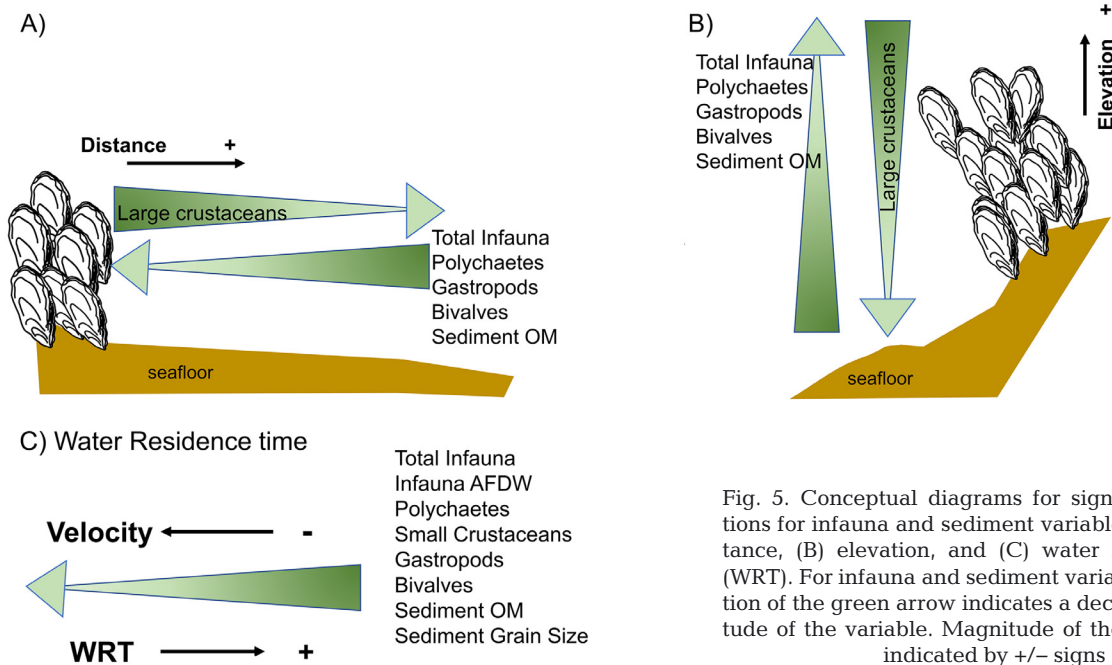 A)
Distance +
Large crustaceans
Total Infauna
Polychaetes
Gastropods
Bivalves
Sediment OM
seafloor
B)
Total Infauna
Polychaetes
Gastropods
Bivalves
Sediment OM
Large crustaceans
Elevation +
seafloor
C) Water Residence time
Velocity -
WRT +
Total Infauna
Infauna AFDW
Polychaetes
Small Crustaceans
Gastropods
Bivalves
Sediment OM
Sediment Grain Size
Fig. 5. Conceptual diagrams for sign
tions for infauna and sediment variable
tance, (B) elevation, and (C) water
(WRT). For infauna and sediment varia
tion of the green arrow indicates a dec
tude of the variable. Magnitude of the
indicated by +/– signs